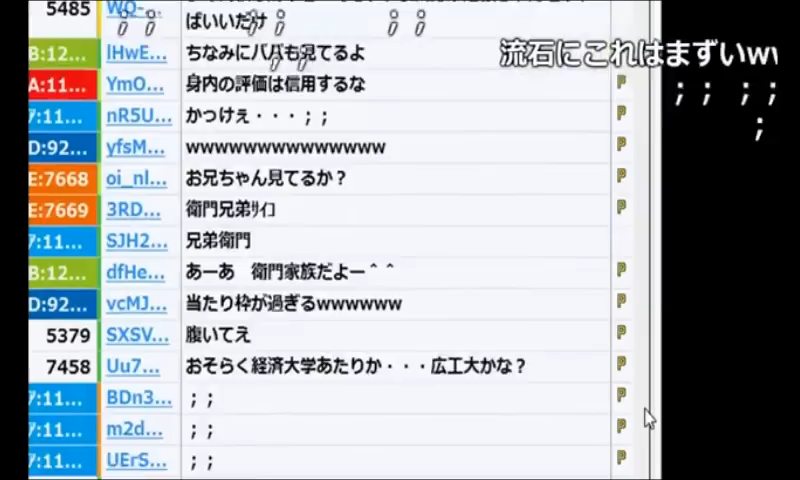 5485 WQ-... ばいいだけ ；； ；； ；；
B:12... lHwE... ちなみにパパも見てるよ
流石にこれはまずいw
A:11... YmO... 身内の評価は信用するな P
；； ；；
7:11... nR5U... かっけぇ・・・；； P
；
D:92... yfsM... wwwwwwwwwwwwwww P
E:7668 oi_nl... お兄ちゃん見てるか？ P
E:7669 3RD... 衛門兄弟ｻｲｺ P
7:11... SJH2... 兄弟衛門
B:12... dfHe... あーあ　衛門家族だよー＾＾ P
D:92... vcMJ... 当たり枠が過ぎるwwwwww P
5379 SXSV... 腹いてえ P
7458 Uu7... おそらく経済大学あたりか・・・広工大かな？ P
7:11... BDn3... ；； P
7:11... m2d... ；； P
7:11... UErS... ；； P